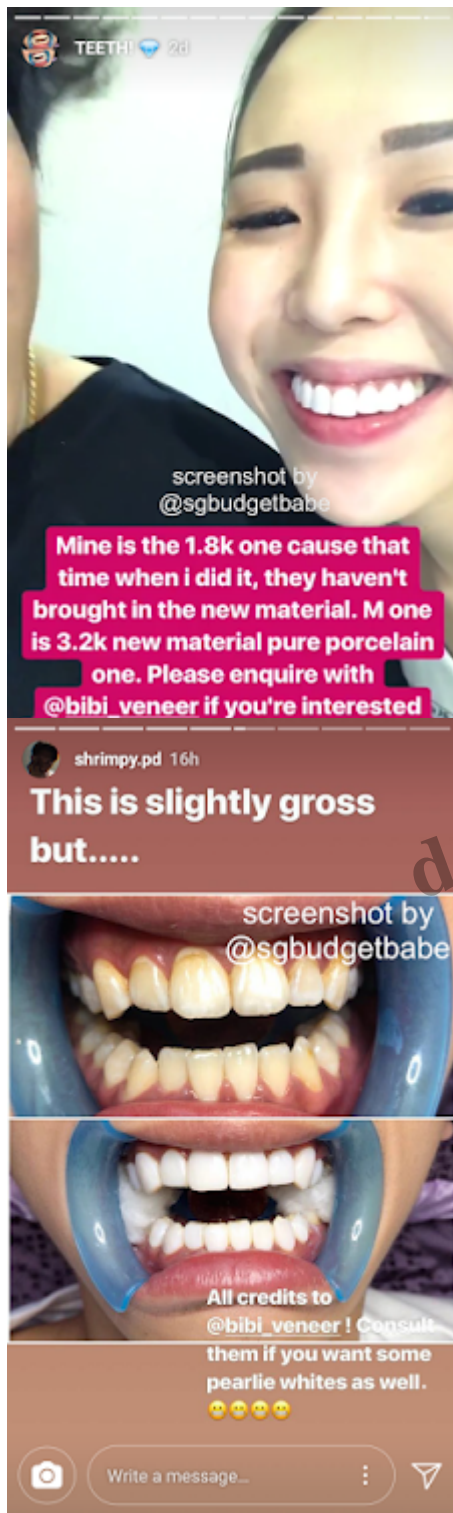 TEETH! 💎 2d
screenshot by
@sgbudgetbabe
Mine is the 1.8k one cause that
time when i did it, they haven't
brought in the new material. M one
is 3.2k new material pure porcelain
one. Please enquire with
@bibi_veneer if you're interested
shrimpy.pd 16h
This is slightly gross
but.....
d
screenshot by
@sgbudgetbabe
All credits to
@bibi_veneer ! Consult
them if you want some
pearlie whites as well.
😬😬😬😬
Write a message...